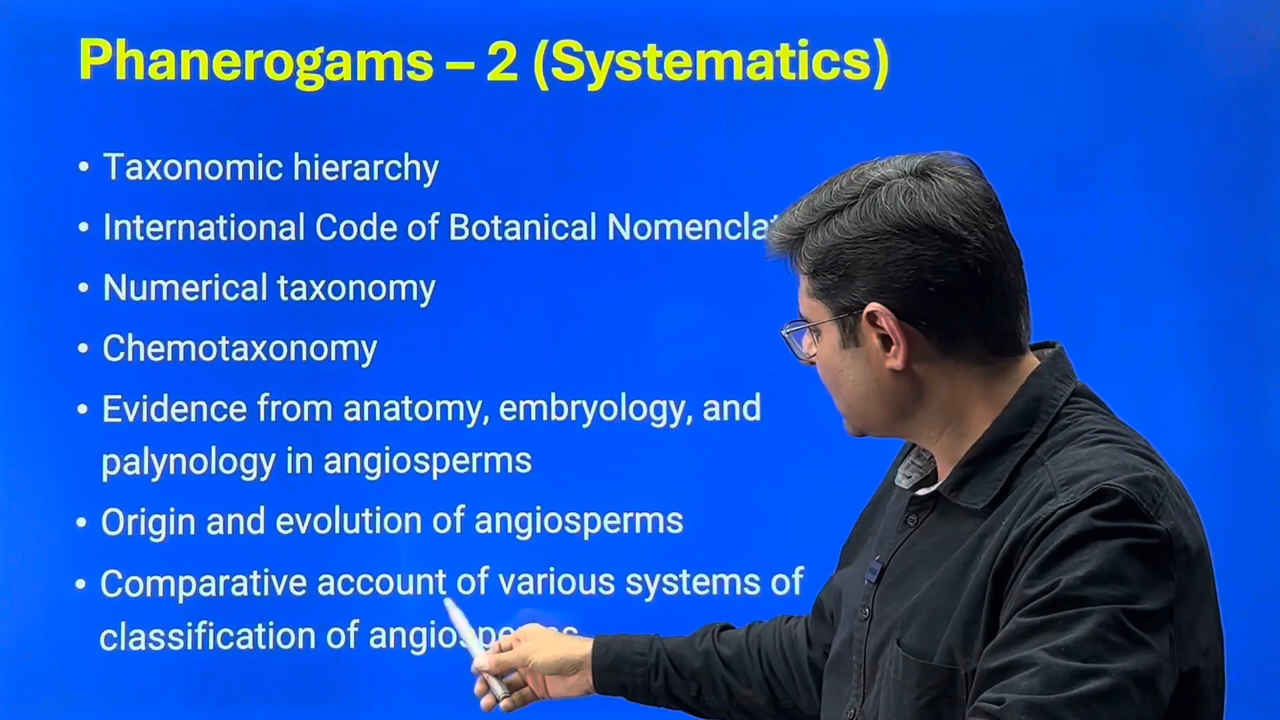 Phanerogams – 2 (Systematics)
• Taxonomic hierarchy
• International Code of Botanical
• Numerical taxonomy
• Chemotaxonomy
• Evidence from anatomy, embryology, and
palynology in angiosperms
• Origin and evolution of angiosperms
• Comparative account of various systems of
classification of